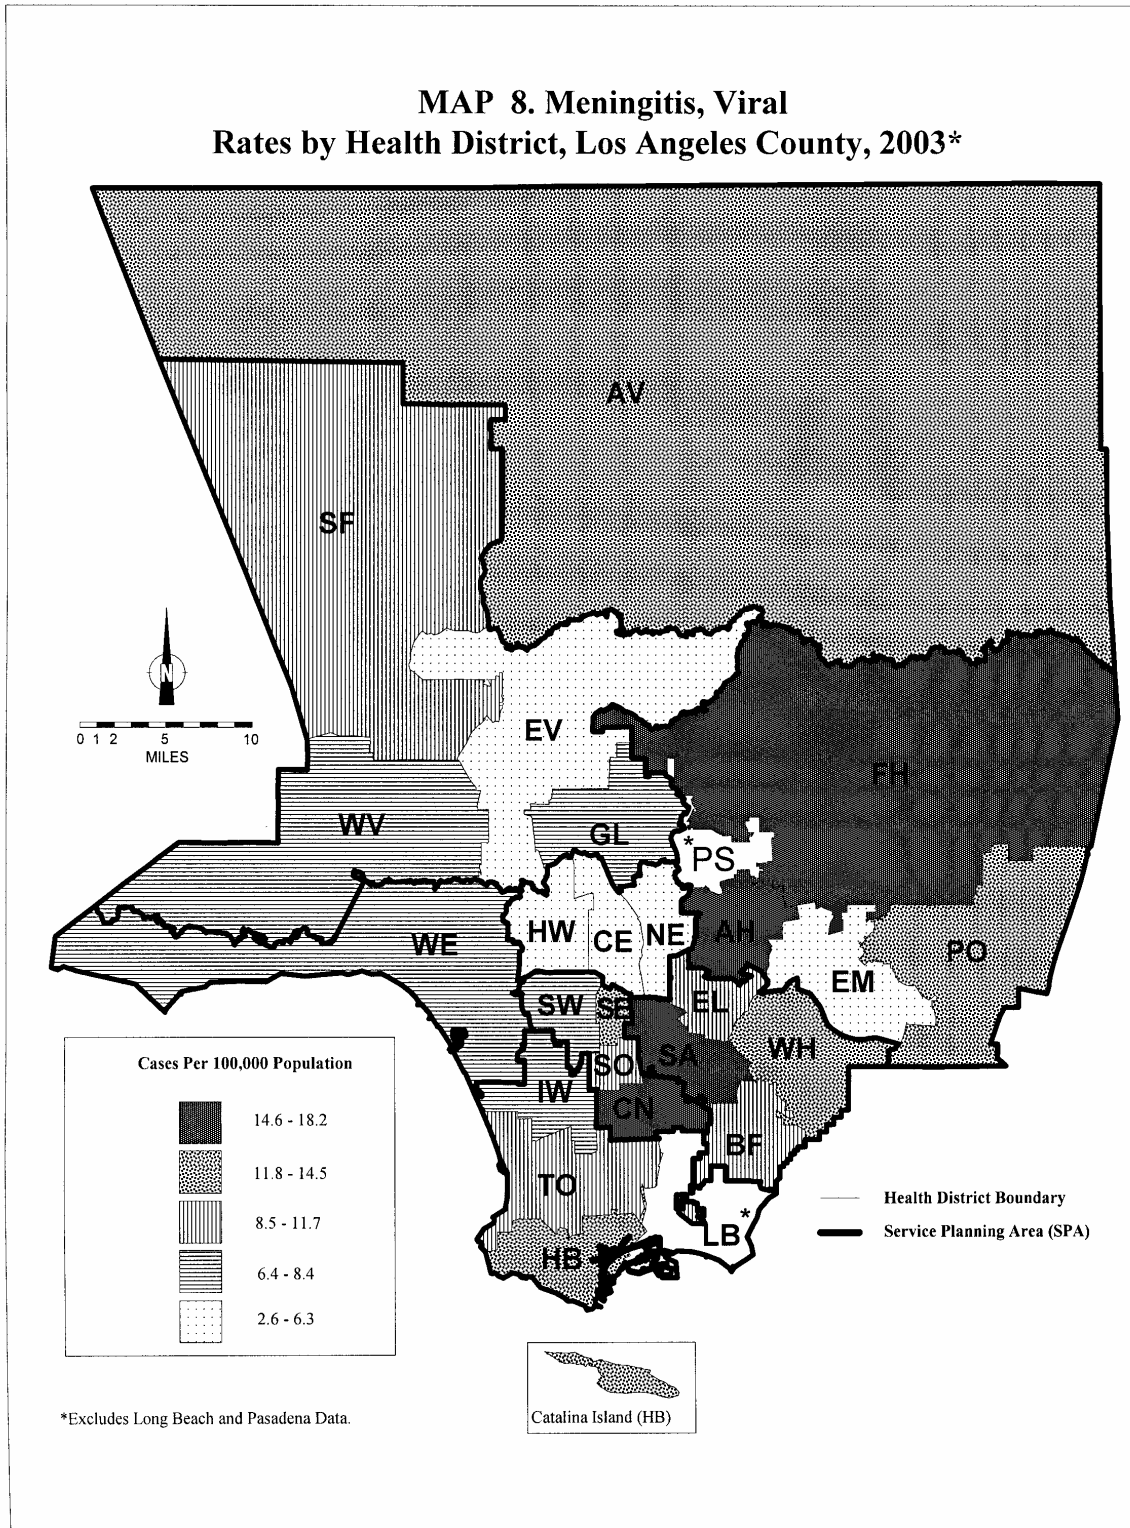 MAP 8. Meningitis, Viral
Rates by Health District, Los Angeles County, 2003*
AV
SF
N
0 1 2 5 10
MILES
EV
FH
WV
GL
*
PS
HW
CE
NE
AH
WE
PO
EM
EL
SW
SE
WH
SO
SA
IW
CN
BF
TO
*
LB
HB
Cases Per 100,000 Population
14.6 - 18.2
11.8 - 14.5
8.5 - 11.7
6.4 - 8.4
2.6 - 6.3
Health District Boundary
Service Planning Area (SPA)
Catalina Island (HB)
*Excludes Long Beach and Pasadena Data.